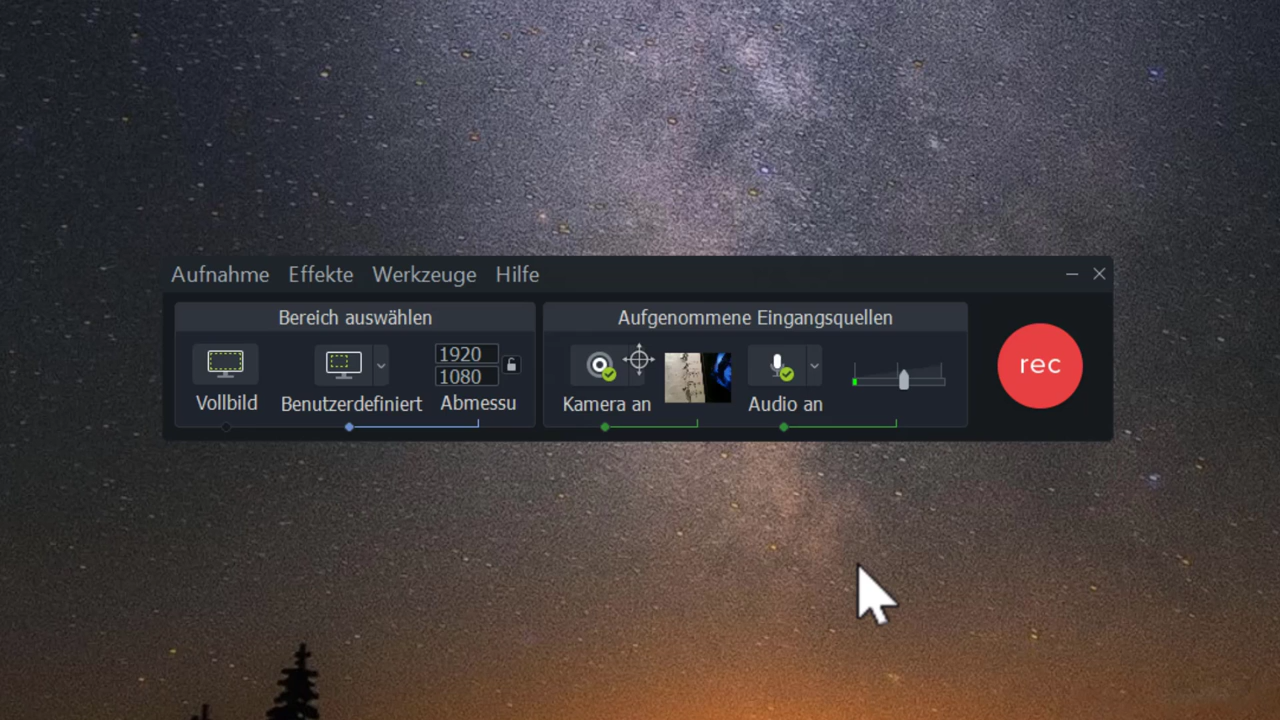 Aufnahme Effekte Werkzeuge Hilfe
Bereich auswählen
Vollbild
Benutzerdefiniert
1920
1080
Abmessu
Aufgenommene Eingangsquellen
Kamera an
Audio an
rec